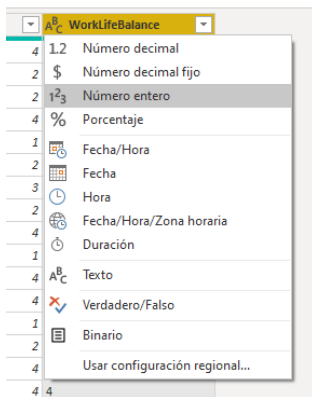 ABC WorkLifeBalance
4 1.2 Número decimal
2 $ Número decimal fijo
2 123 Número entero
4 % Porcentaje
1 Fecha/Hora
2 Fecha
3 Hora
2 Fecha/Hora/Zona horaria
4 Duración
1
4 ABC Texto
4 Verdadero/Falso
1
2 Binario
4 Usar configuración regional...
4 4